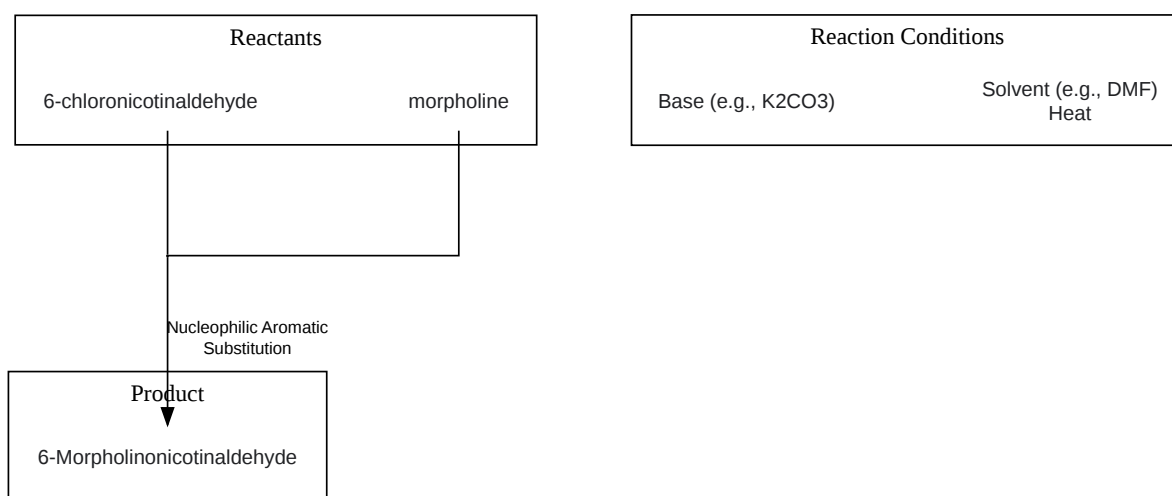 Reactants
6-chloronicotinaldehyde
morpholine
Reaction Conditions
Base (e.g., K2CO3)
Solvent (e.g., DMF)
Heat
Nucleophilic Aromatic
Substitution
Product
6-Morpholinonicotinaldehyde